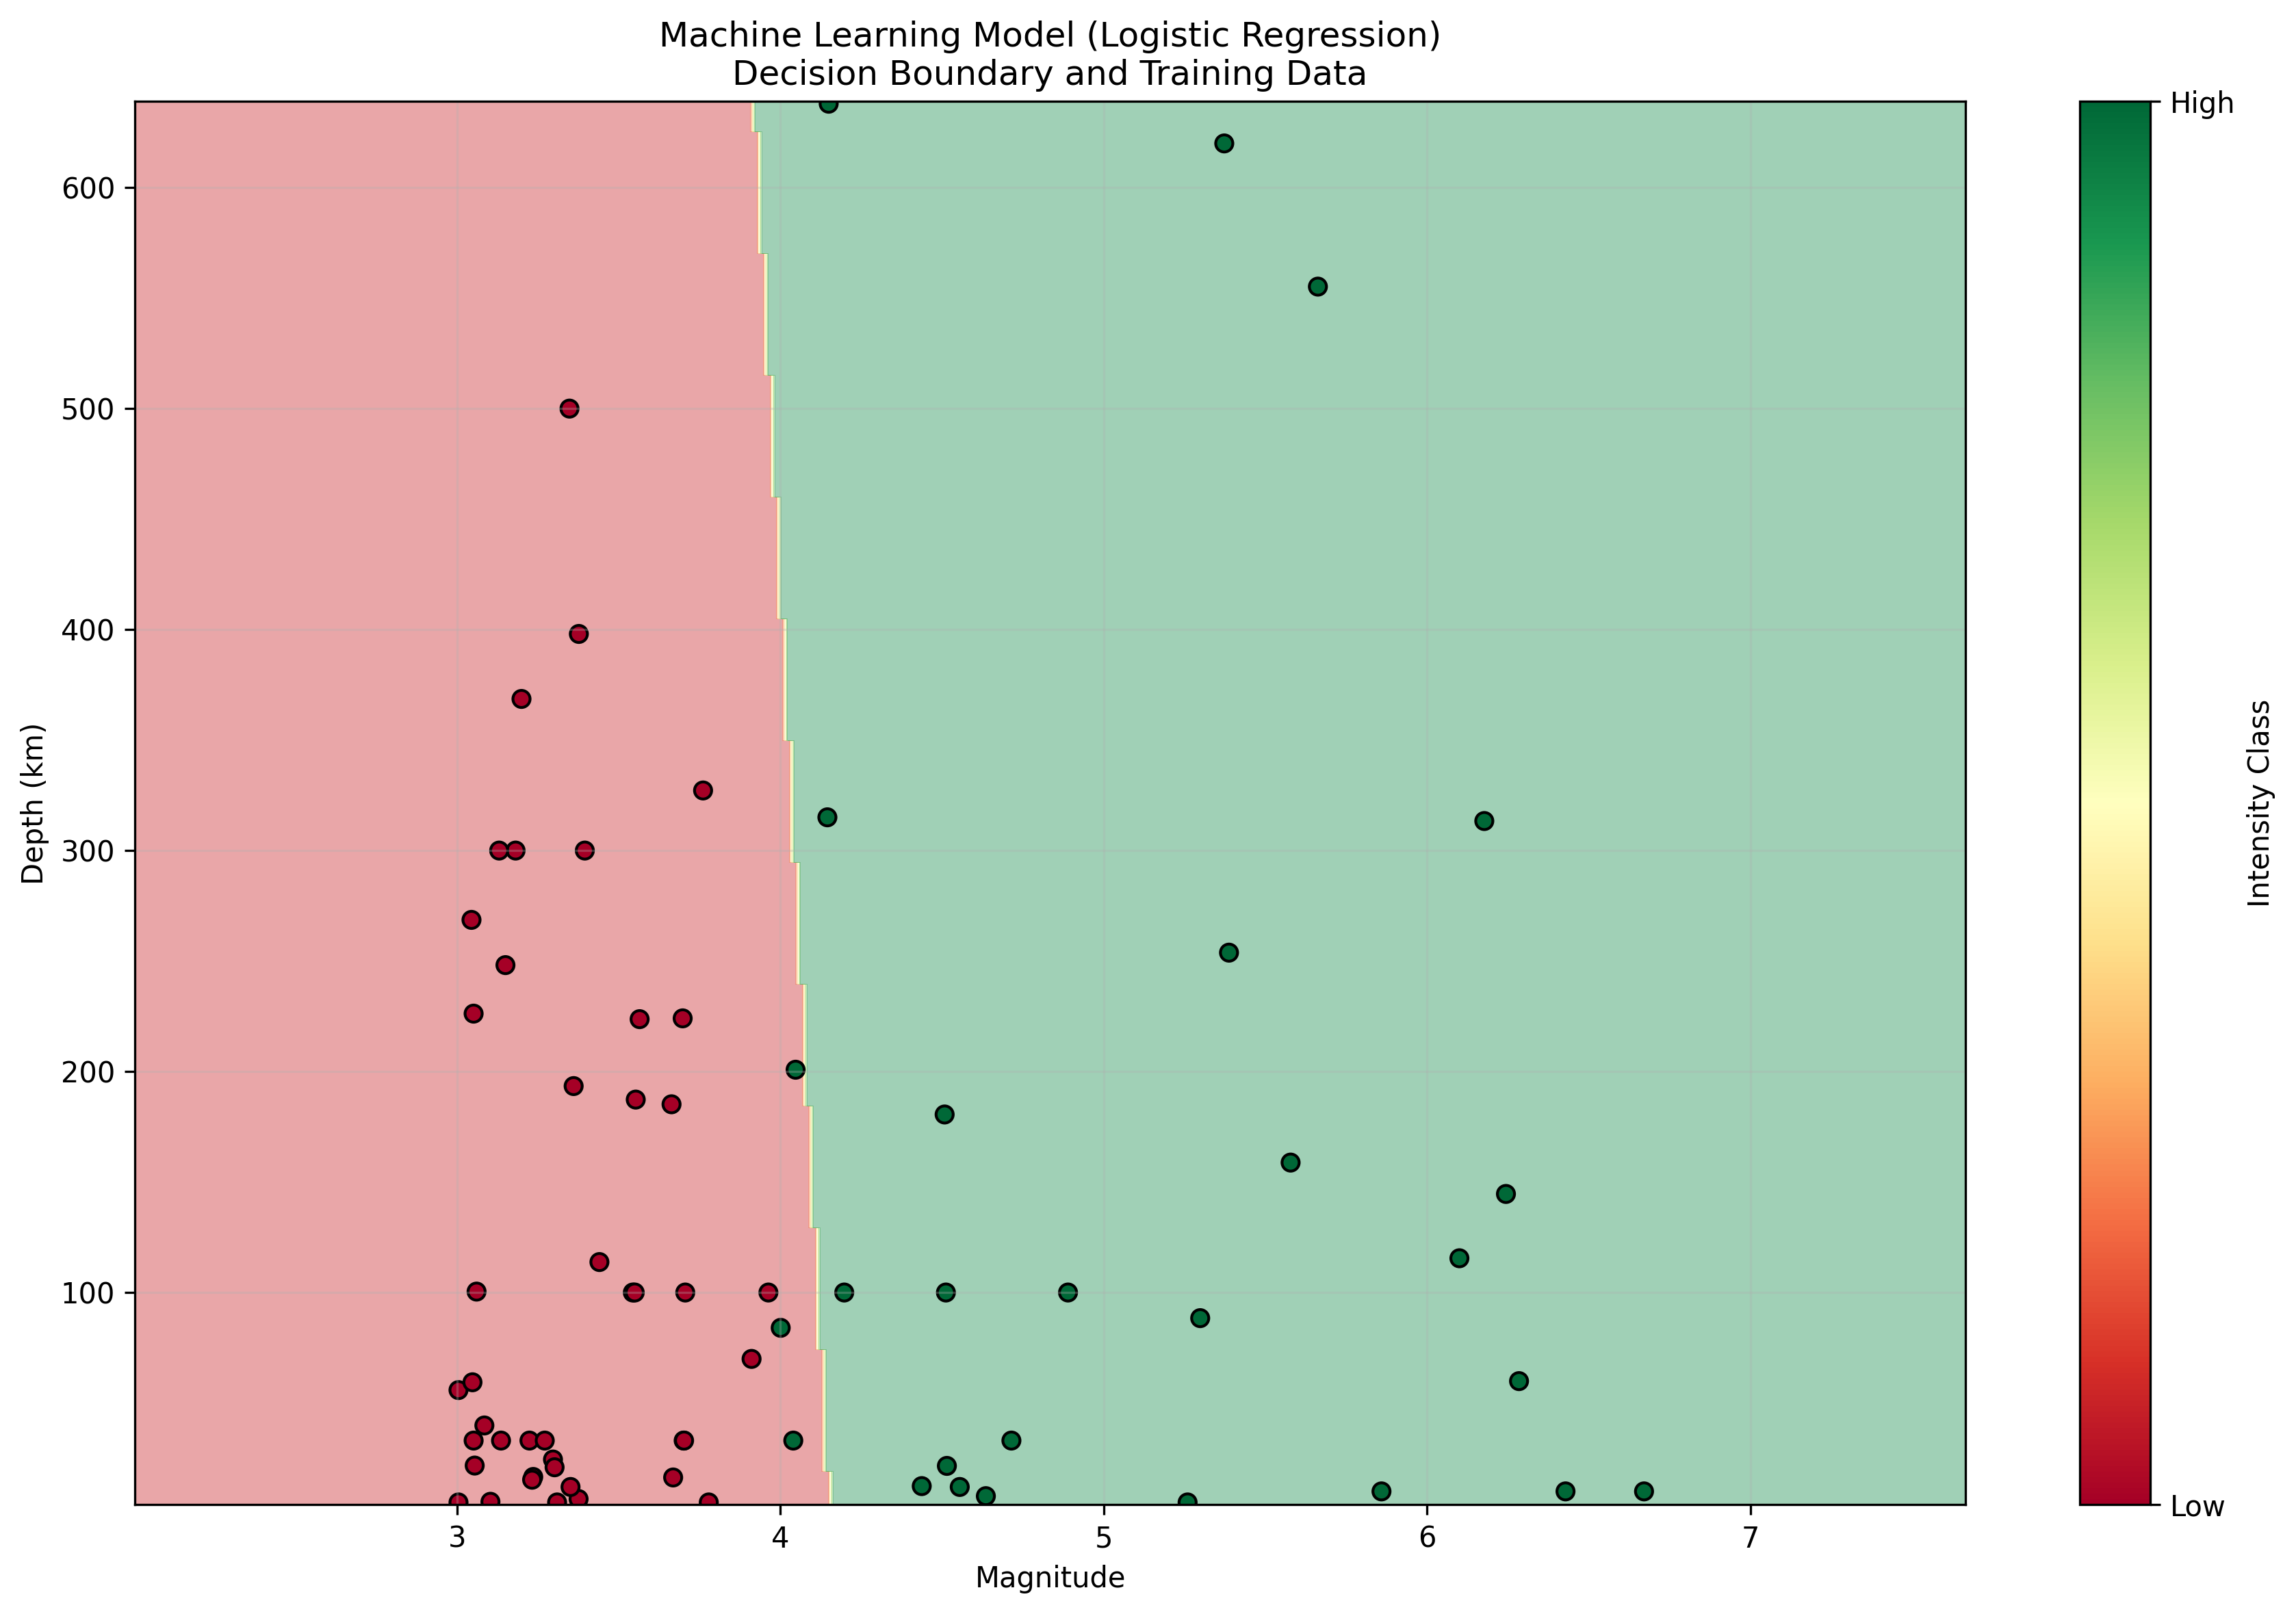 Machine Learning Model (Logistic Regression)
Decision Boundary and Training Data
High
600
500
400
300
200
100
Depth (km)
Intensity Class
Low
3 4 5 6 7
Magnitude